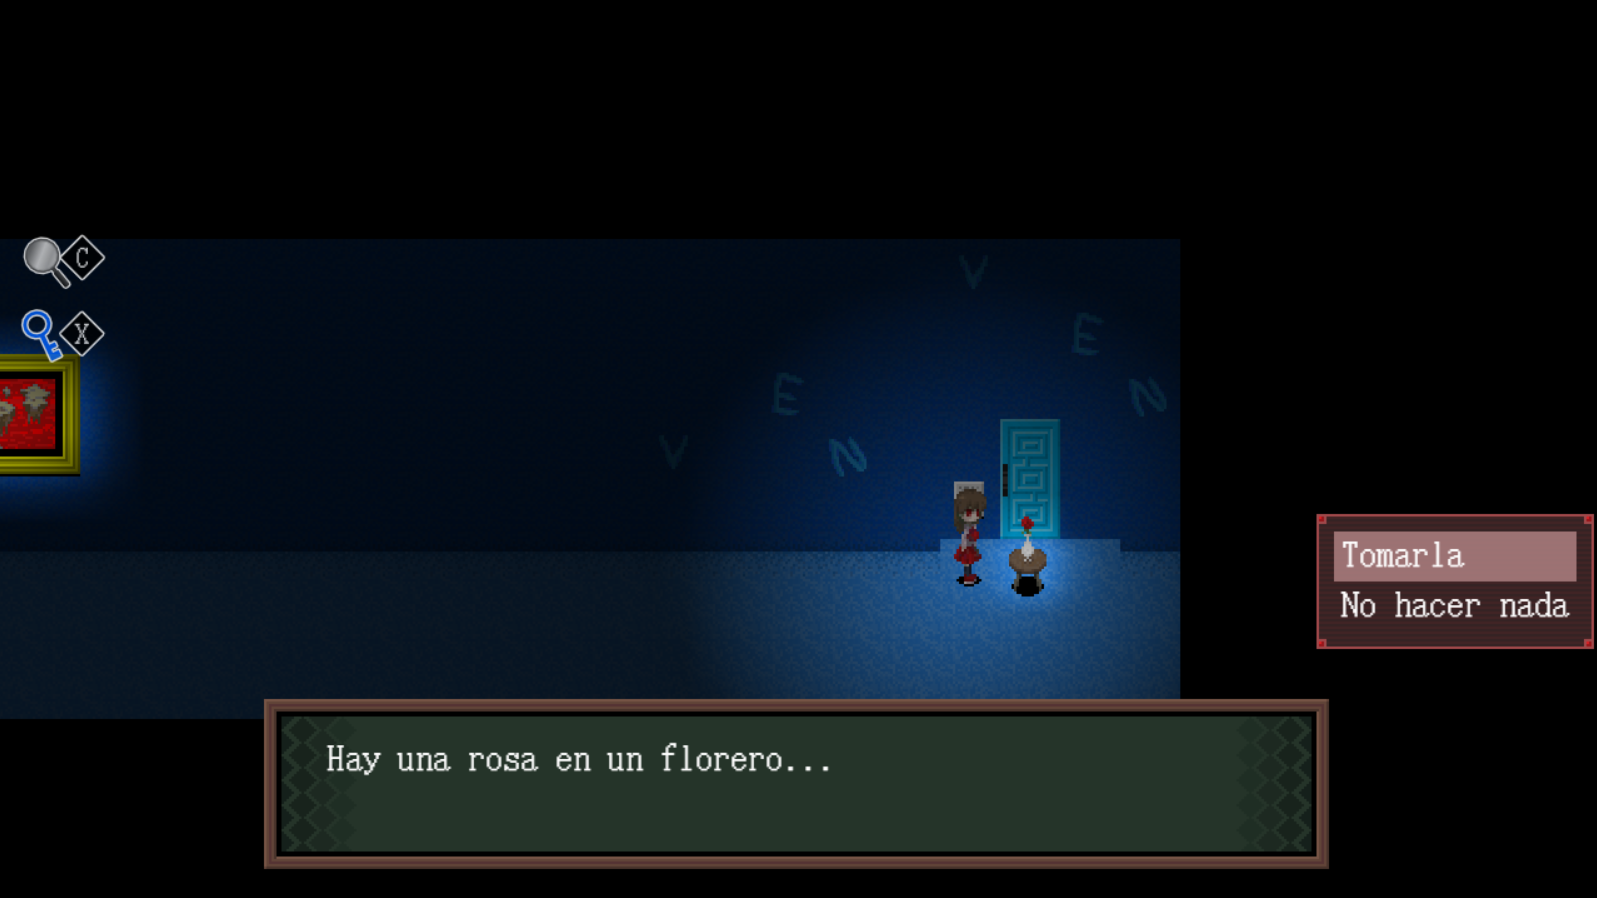 C
X
V E N
V E N
Tomarla
No hacer nada
Hay una rosa en un florero...